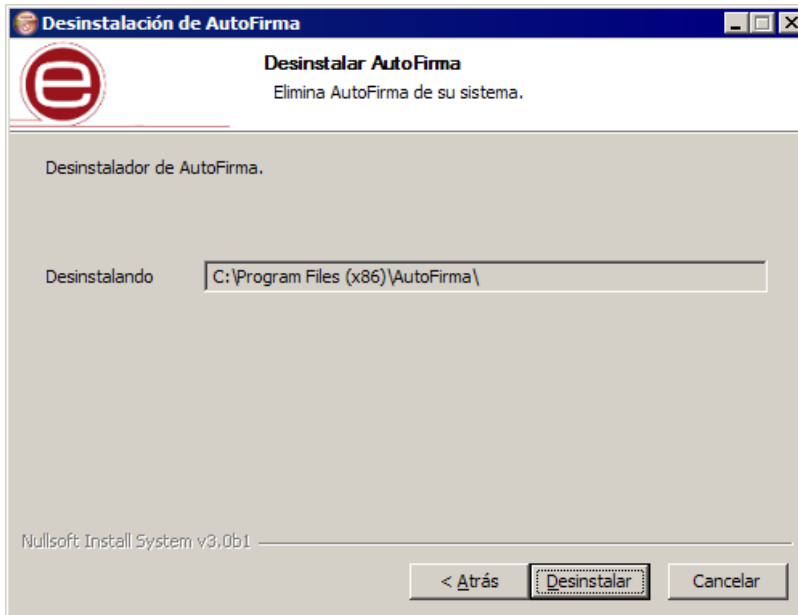 Desinstalación de AutoFirma
Desinstalar AutoFirma
Elimina AutoFirma de su sistema.
Desinstalador de AutoFirma.
Desinstalando C:\Program Files (x86)\AutoFirma\
Nullsoft Install System v3.0b1
< Atrás Desinstalar Cancelar